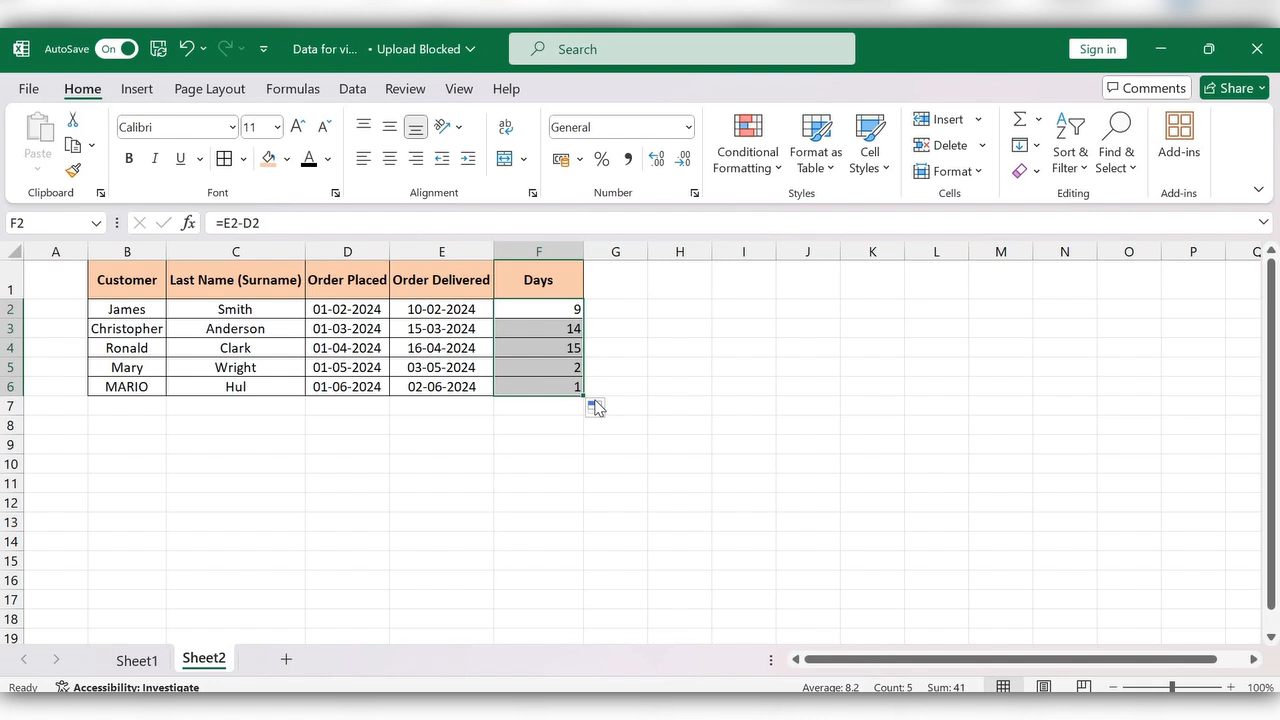 AutoSave On Data for vi... • Upload Blocked Search Sign in
File Home Insert Page Layout Formulas Data Review View Help Comments Share
Paste Calibri 11 A A ab General Conditional Formatting Format as Table Cell Styles Insert Delete Format Sort & Filter Find & Select Add-ins
B I U A % 9
Clipboard Font Alignment Number Styles Cells Editing Add-ins
F2 fx =E2-D2
A B C D E F G H I J K L M N O P Q
1 Customer Last Name (Surname) Order Placed Order Delivered Days
2 James Smith 01-02-2024 10-02-2024 9
3 Christopher Anderson 01-03-2024 15-03-2024 14
4 Ronald Clark 01-04-2024 16-04-2024 15
5 Mary Wright 01-05-2024 03-05-2024 2
6 MARIO Hul 01-06-2024 02-06-2024 1
7
8
9
10
11
12
13
14
15
16
17
18
19
Sheet1 Sheet2
Ready Accessibility: Investigate Average: 8.2 Count: 5 Sum: 41 100%